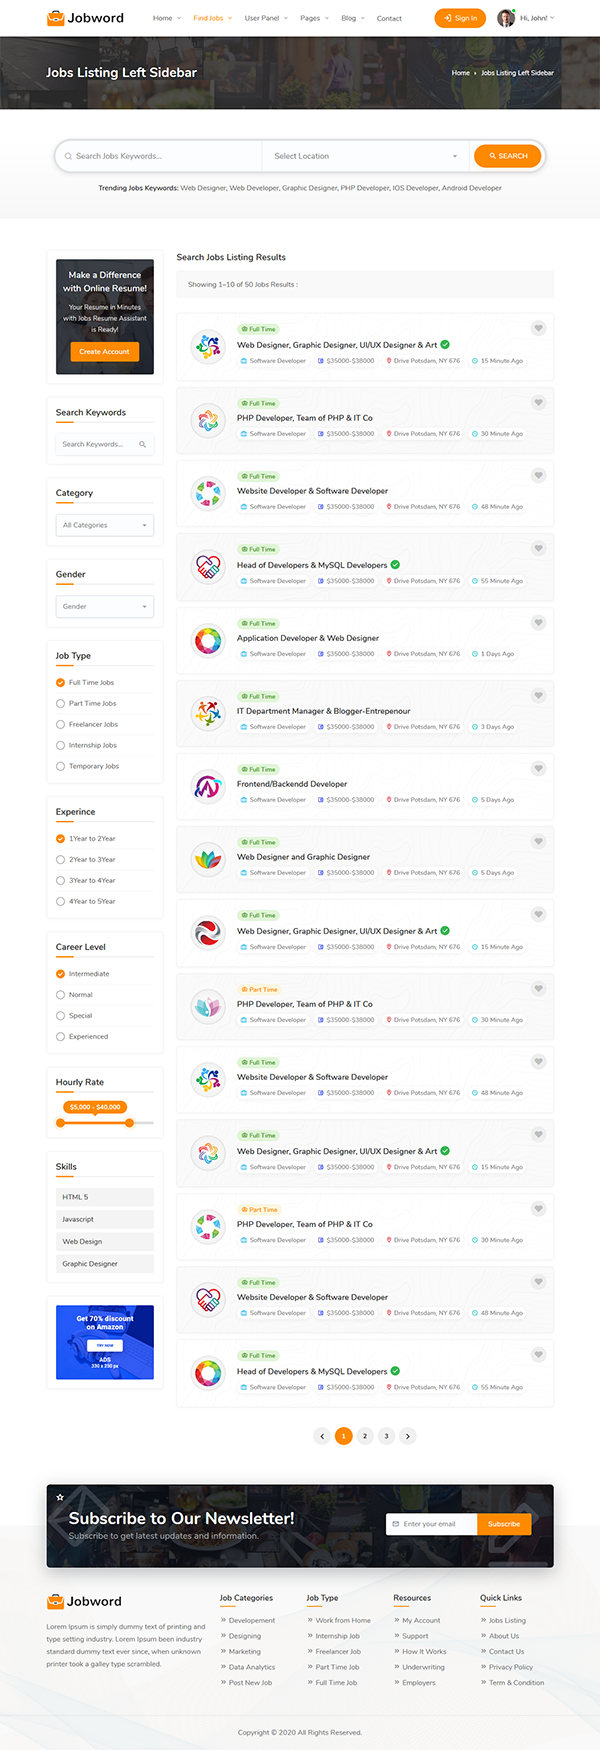 Jobword
Home Find Jobs User Panel Pages Blog Contact
Sign In
Hi, John!
Jobs Listing Left Sidebar
Home Jobs Listing Left Sidebar
Search Jobs Keywords... Select Location SEARCH
Trending Jobs Keywords: Web Designer, Web Developer, Graphic Designer, PHP Developer, IOS Developer, Android Developer
Make a Difference
with Online Resume!
Your Resume in Minutes
with Jobs Resume Assistant
is Ready!
Create Account
Search Keywords
Search Keywords...
Category
All Categories
Gender
Gender
Job Type
Full Time Jobs
Part Time Jobs
Freelancer Jobs
Internship Jobs
Temporary Jobs
Experince
1Year to 2Year
2Year to 3Year
3Year to 4Year
4Year to 5Year
Career Level
Intermediate
Normal
Special
Experienced
Hourly Rate
$5,000 - $40,000
Skills
HTML 5
Javascript
Web Design
Graphic Designer
Get 70% discount
on Amazon
TRY NOW
ADS
330 x 250 px
Search Jobs Listing Results
Showing 1–10 of 50 Jobs Results :
Full Time
Web Designer, Graphic Designer, UI/UX Designer & Art
Software Developer $35000-$38000 Drive Potsdam, NY 676 15 Minute Ago
Full Time
PHP Developer, Team of PHP & IT Co
Software Developer $35000-$38000 Drive Potsdam, NY 676 30 Minute Ago
Full Time
Website Developer & Software Developer
Software Developer $35000-$38000 Drive Potsdam, NY 676 48 Minute Ago
Full Time
Head of Developers & MySQL Developers
Software Developer $35000-$38000 Drive Potsdam, NY 676 55 Minute Ago
Full Time
Application Developer & Web Designer
Software Developer $35000-$38000 Drive Potsdam, NY 676 1 Days Ago
Full Time
IT Department Manager & Blogger-Entrepenour
Software Developer $35000-$38000 Drive Potsdam, NY 676 3 Days Ago
Full Time
Frontend/Backendd Developer
Software Developer $35000-$38000 Drive Potsdam, NY 676 5 Days Ago
Full Time
Web Designer and Graphic Designer
Software Developer $35000-$38000 Drive Potsdam, NY 676 5 Days Ago
Full Time
Web Designer, Graphic Designer, UI/UX Designer & Art
Software Developer $35000-$38000 Drive Potsdam, NY 676 15 Minute Ago
Part Time
PHP Developer, Team of PHP & IT Co
Software Developer $35000-$38000 Drive Potsdam, NY 676 30 Minute Ago
Full Time
Website Developer & Software Developer
Software Developer $35000-$38000 Drive Potsdam, NY 676 48 Minute Ago
Full Time
Web Designer, Graphic Designer, UI/UX Designer & Art
Software Developer $35000-$38000 Drive Potsdam, NY 676 15 Minute Ago
Part Time
PHP Developer, Team of PHP & IT Co
Software Developer $35000-$38000 Drive Potsdam, NY 676 30 Minute Ago
Full Time
Website Developer & Software Developer
Software Developer $35000-$38000 Drive Potsdam, NY 676 48 Minute Ago
Full Time
Head of Developers & MySQL Developers
Software Developer $35000-$38000 Drive Potsdam, NY 676 55 Minute Ago
1 2 3
Subscribe to Our Newsletter!
Subscribe to get latest updates and information.
Enter your email Subscribe
Jobword
Lorem Ipsum is simply dummy text of printing and
type setting industry. Lorem Ipsum been industry
standard dummy text ever since, when unknown
printer took a galley type scrambled.
Job Categories
Developement
Designing
Marketing
Data Analytics
Post New Job
Job Type
Work from Home
Internship Job
Freelancer Job
Part Time Job
Full Time Job
Resources
My Account
Support
How It Works
Underwriting
Employers
Quick Links
Jobs Listing
About Us
Contact Us
Privacy Policy
Term & Condition
Copyright © 2020 All Rights Reserved.